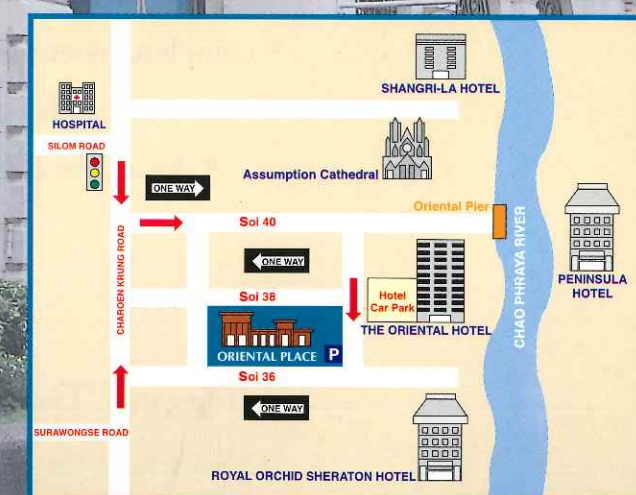 SHANGRI-LA HOTEL
HOSPITAL
SILOM ROAD
Assumption Cathedral
ONE WAY
Oriental Pier
Soi 40
CHAROEN KRUNG ROAD
CHAO PHRAYA RIVER
ONE WAY
PENINSULA
HOTEL
Hotel
Car Park
Soi 38
THE ORIENTAL HOTEL
ORIENTAL PLACE P
Soi 36
ONE WAY
SURAWONGSE ROAD
ROYAL ORCHID SHERATON HOTEL